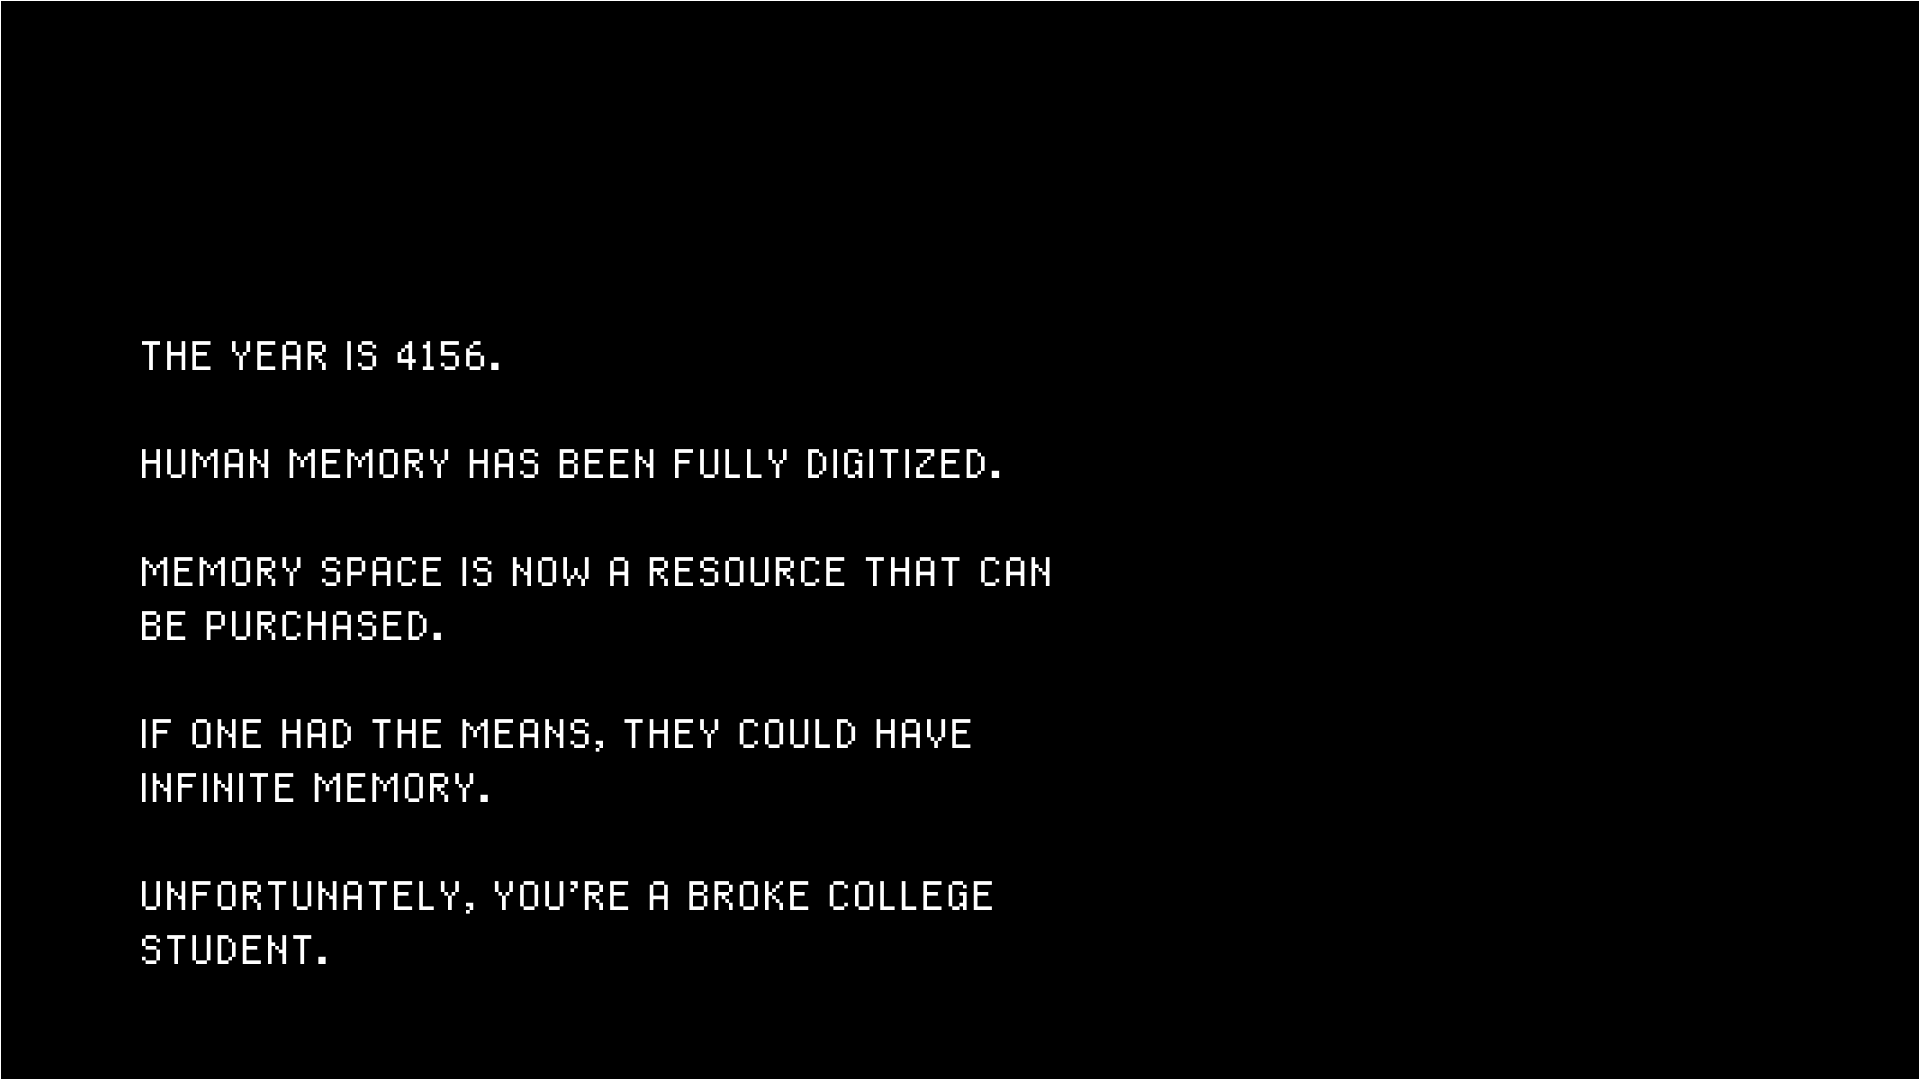 THE YEAR IS 4156.
HUMAN MEMORY HAS BEEN FULLY DIGITIZED.
MEMORY SPACE IS NOW A RESOURCE THAT CAN
BE PURCHASED.
IF ONE HAD THE MEANS, THEY COULD HAVE
INFINITE MEMORY.
UNFORTUNATELY, YOU’RE A BROKE COLLEGE
STUDENT.